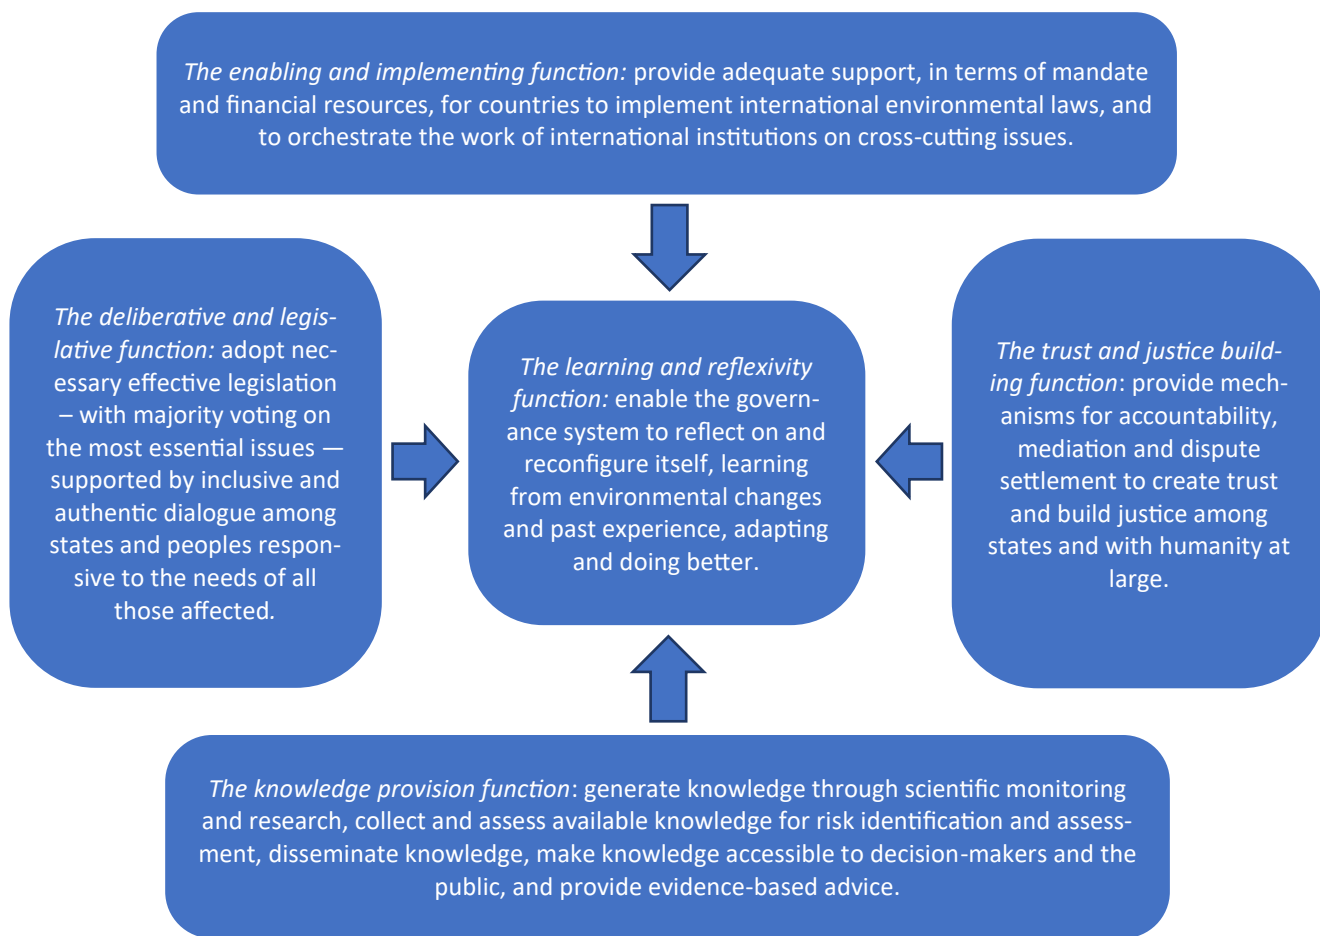 The enabling and implementing function: provide adequate support, in terms of mandate
and financial resources, for countries to implement international environmental laws, and
to orchestrate the work of international institutions on cross-cutting issues.
The deliberative and legis-
lative function: adopt nec-
essary effective legislation
– with majority voting on
the most essential issues —
supported by inclusive and
authentic dialogue among
states and peoples respon-
sive to the needs of all
those affected.
The learning and reflexivity
function: enable the govern-
ance system to reflect on and
reconfigure itself, learning
from environmental changes
and past experience, adapting
and doing better.
The trust and justice build-
ing function: provide mech-
anisms for accountability,
mediation and dispute
settlement to create trust
and build justice among
states and with humanity at
large.
The knowledge provision function: generate knowledge through scientific monitoring
and research, collect and assess available knowledge for risk identification and assess-
ment, disseminate knowledge, make knowledge accessible to decision-makers and the
public, and provide evidence-based advice.